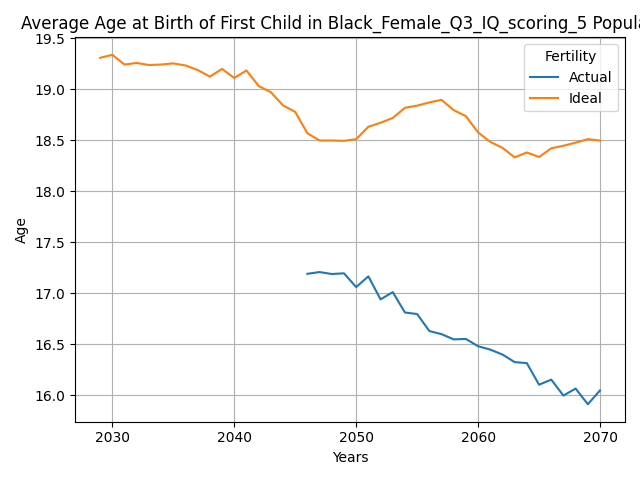 Average Age at Birth of First Child in Black_Female_Q3_IQ_scoring_5 Popula
19.5
19.0
18.5
18.0
17.5
17.0
16.5
16.0
Age
Fertility
Actual
Ideal
2030 2040 2050 2060 2070
Years